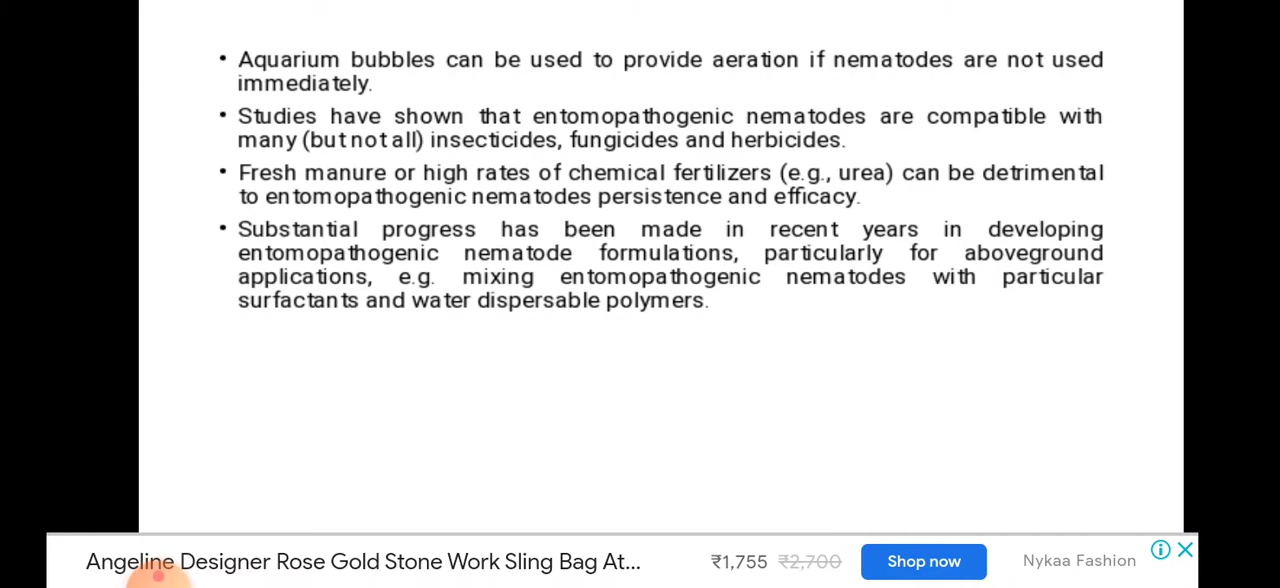 • Aquarium bubbles can be used to provide aeration if nematodes are not used
immediately.
• Studies have shown that entomopathogenic nematodes are compatible with
many (but not all) insecticides, fungicides and herbicides.
• Fresh manure or high rates of chemical fertilizers (e.g., urea) can be detrimental
to entomopathogenic nematodes persistence and efficacy.
• Substantial progress has been made in recent years in developing
entomopathogenic nematode formulations, particularly for aboveground
applications, e.g. mixing entomopathogenic nematodes with particular
surfactants and water dispersable polymers.
Angeline Designer Rose Gold Stone Work Sling Bag At... ₹1,755 ₹2,700 Shop now Nykaa Fashion